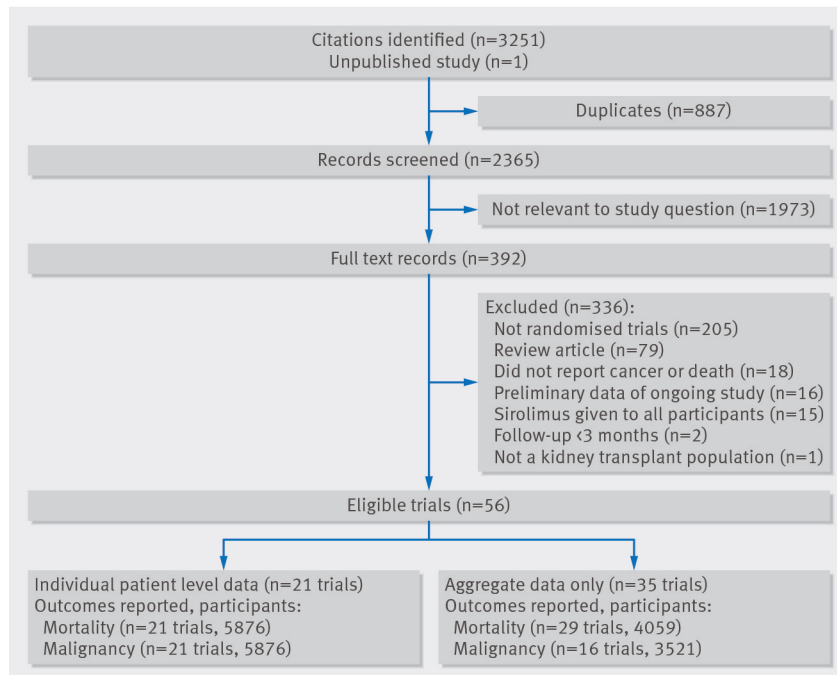 Citations identified (n=3251)
Unpublished study (n=1)
Duplicates (n=887)
Records screened (n=2365)
Not relevant to study question (n=1973)
Full text records (n=392)
Excluded (n=336):
Not randomised trials (n=205)
Review article (n=79)
Did not report cancer or death (n=18)
Preliminary data of ongoing study (n=16)
Sirolimus given to all participants (n=15)
Follow-up <3 months (n=2)
Not a kidney transplant population (n=1)
Eligible trials (n=56)
Individual patient level data (n=21 trials)
Outcomes reported, participants:
Mortality (n=21 trials, 5876)
Malignancy (n=21 trials, 5876)
Aggregate data only (n=35 trials)
Outcomes reported, participants:
Mortality (n=29 trials, 4059)
Malignancy (n=16 trials, 3521)